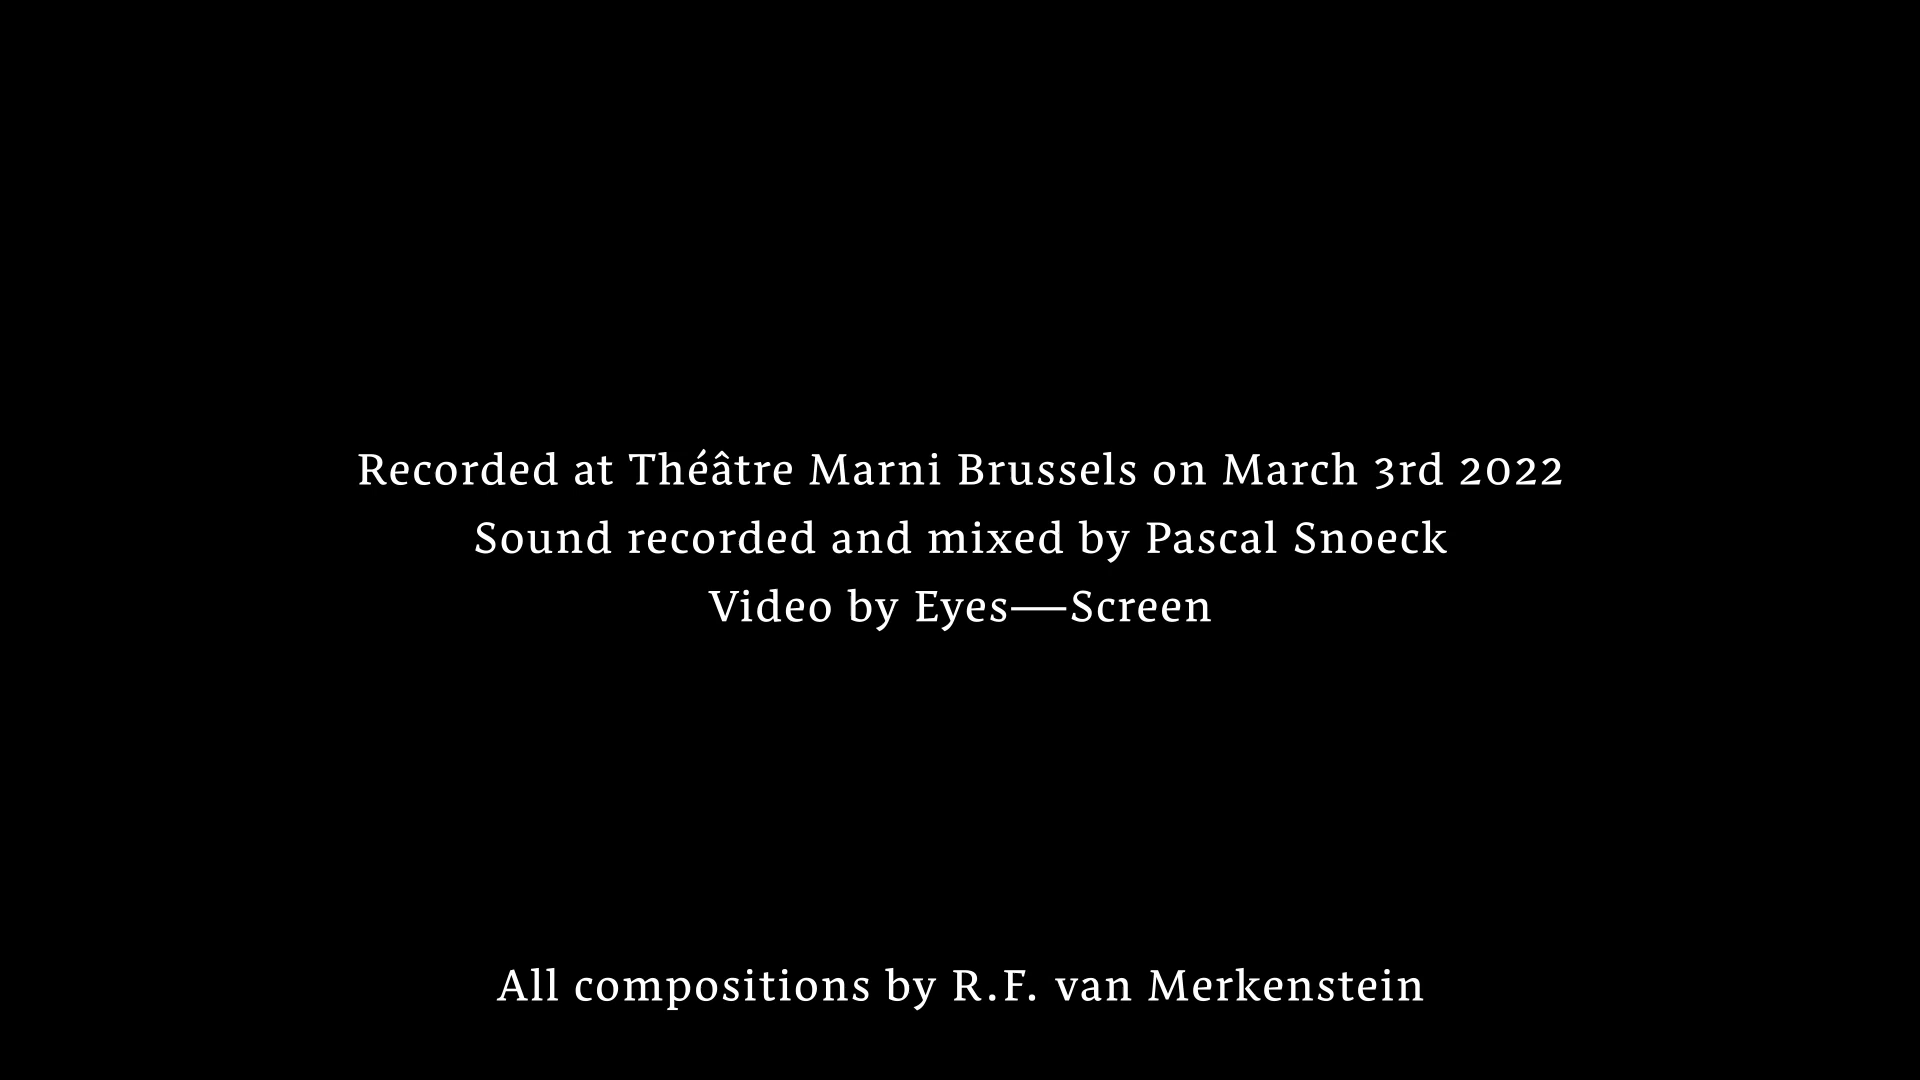 Recorded at Théâtre Marni Brussels on March 3rd 2022
Sound recorded and mixed by Pascal Snoeck
Video by Eyes—Screen
All compositions by R.F. van Merkenstein